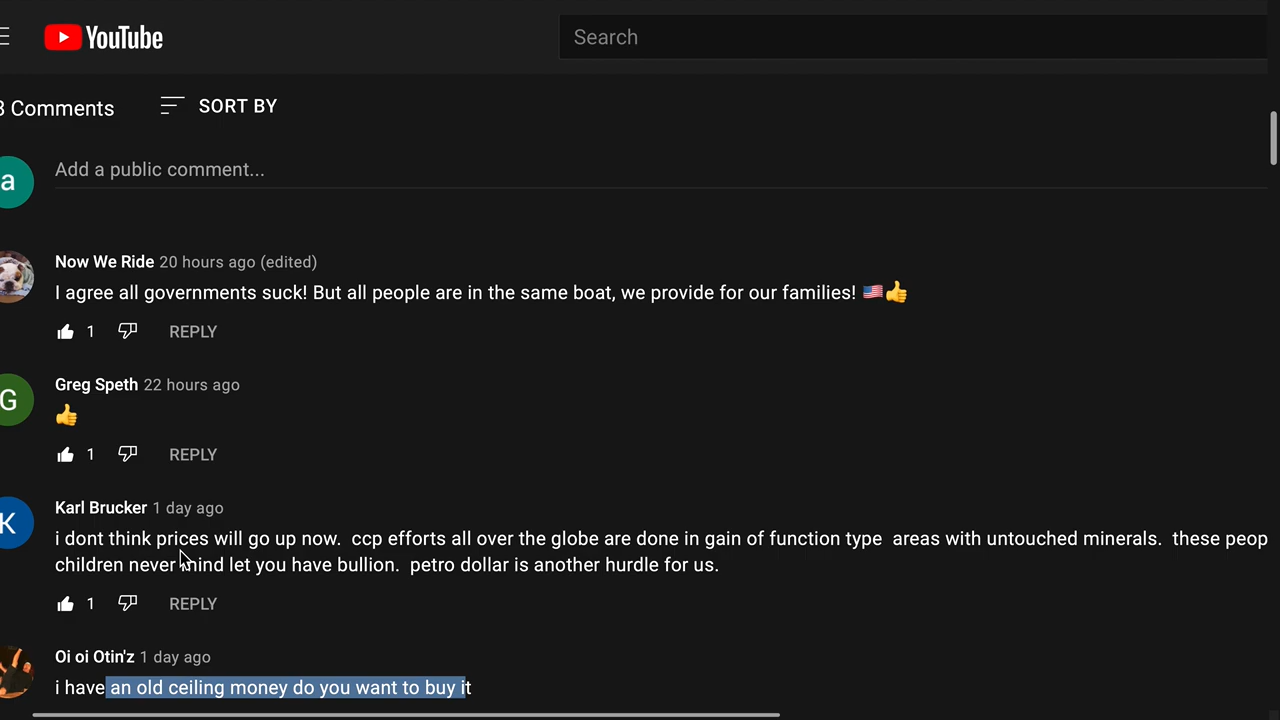 YouTube
Search
3 Comments
SORT BY
a
Add a public comment...
Now We Ride 20 hours ago (edited)
I agree all governments suck! But all people are in the same boat, we provide for our families! 🇺🇸👍
1 REPLY
G
Greg Speth 22 hours ago
👍
1 REPLY
K
Karl Brucker 1 day ago
i dont think prices will go up now. ccp efforts all over the globe are done in gain of function type areas with untouched minerals. these peop
children never mind let you have bullion. petro dollar is another hurdle for us.
1 REPLY
Oi oi Otin'z 1 day ago
i have an old ceiling money do you want to buy it